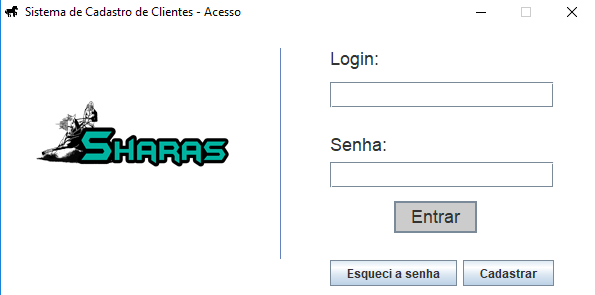 Sistema de Cadastro de Clientes - Acesso
SHARAS
Login:
Senha:
Entrar
Esqueci a senha
Cadastrar